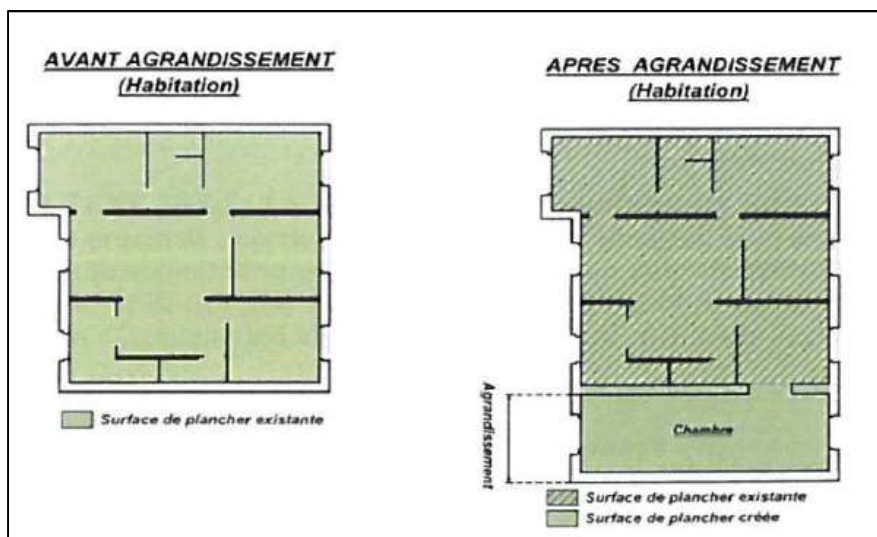 AVANT AGRANDISSEMENT
(Habitation)
Surface de plancher existante
APRES AGRANDISSEMENT
(Habitation)
Agrandissement
Chambre
Surface de plancher existante
Surface de plancher créée